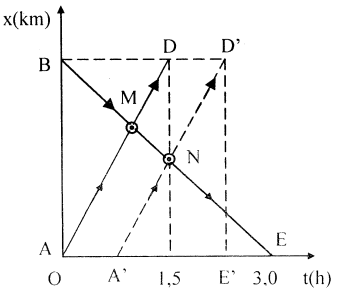 x(km)
B D D'
M
N
A E
O A' 1,5 E' 3,0 t(h)